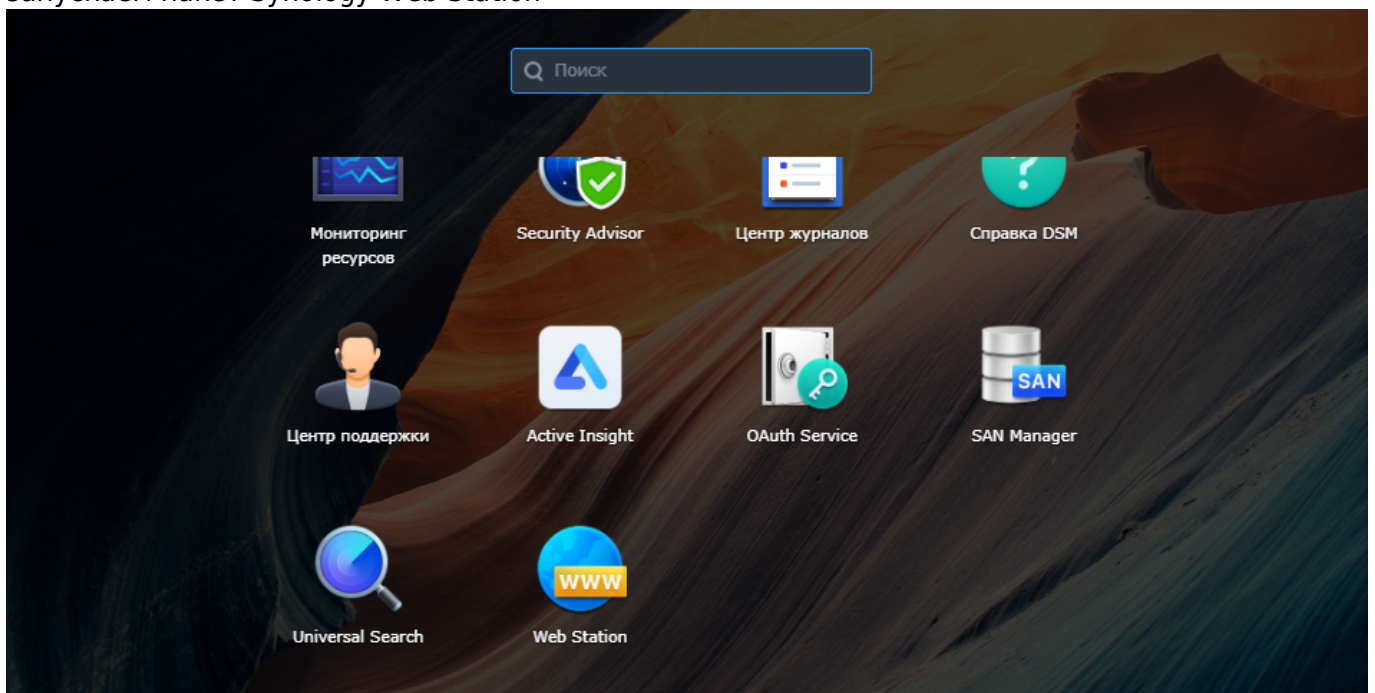 запускаем пакет Synology Web Station
Поиск
Мониторинг
ресурсов
Security Advisor
Центр журналов
?
Справка DSM
SAN
Центр поддержки
Active Insight
OAuth Service
SAN Manager
www
Universal Search
Web Station